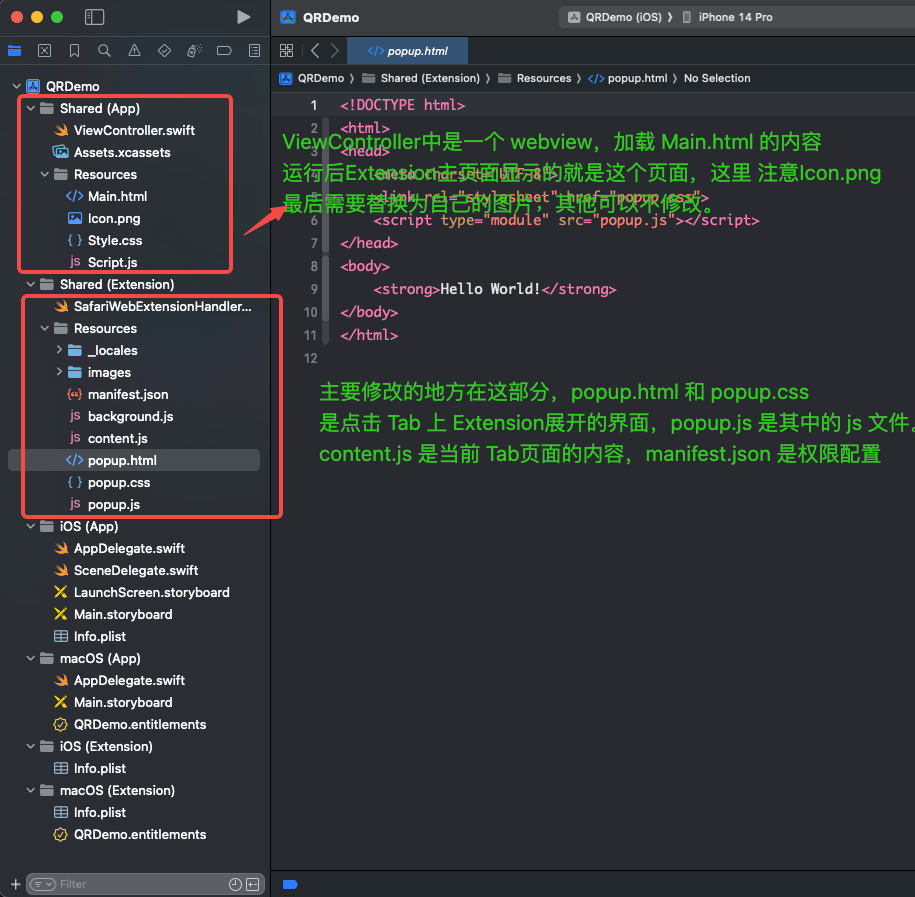 QRDemo
QRDemo (iOS) 〉 iPhone 14 Pro
popup.html
QRDemo 〉 Shared (Extension) 〉 Resources 〉 popup.html 〉 No Selection
QRDemo
Shared (App)
ViewController.swift
Assets.xcassets
Resources
Main.html
Icon.png
Style.css
Script.js
Shared (Extension)
SafariWebExtensionHandler...
Resources
_locales
images
manifest.json
background.js
content.js
popup.html
popup.css
popup.js
iOS (App)
AppDelegate.swift
SceneDelegate.swift
LaunchScreen.storyboard
Main.storyboard
Info.plist
macOS (App)
AppDelegate.swift
Main.storyboard
QRDemo.entitlements
iOS (Extension)
Info.plist
macOS (Extension)
Info.plist
QRDemo.entitlements
Filter
1 <!DOCTYPE html>
2 <html>
ViewController中是一个 webview，加载 Main.html 的内容
3 <head>
4 <meta charset="UTF-8">
运行后Extension主页面显示的就是这个页面，这里 注意Icon.png
5 <link rel="stylesheet" href="popup.css">
最后需要替换为自己的图片，其他可以不修改。
6 <script type="module" src="popup.js"></script>
7 </head>
8 <body>
9 <strong>Hello World!</strong>
10 </body>
11 </html>
12
主要修改的地方在这部分，popup.html 和 popup.css
是点击 Tab 上 Extension展开的界面，popup.js 是其中的 js 文件。
content.js 是当前 Tab页面的内容，manifest.json 是权限配置